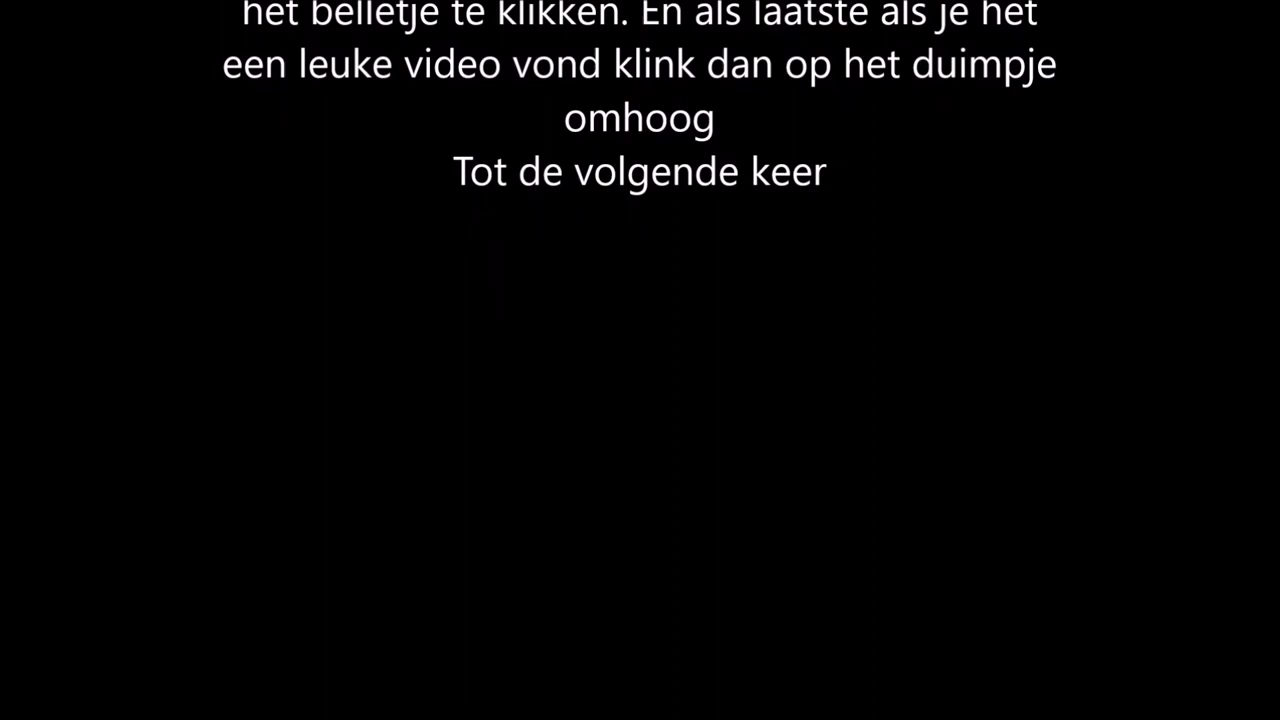 het belletje te klikken. En als laatste als je het
een leuke video vond klink dan op het duimpje
omhoog
Tot de volgende keer